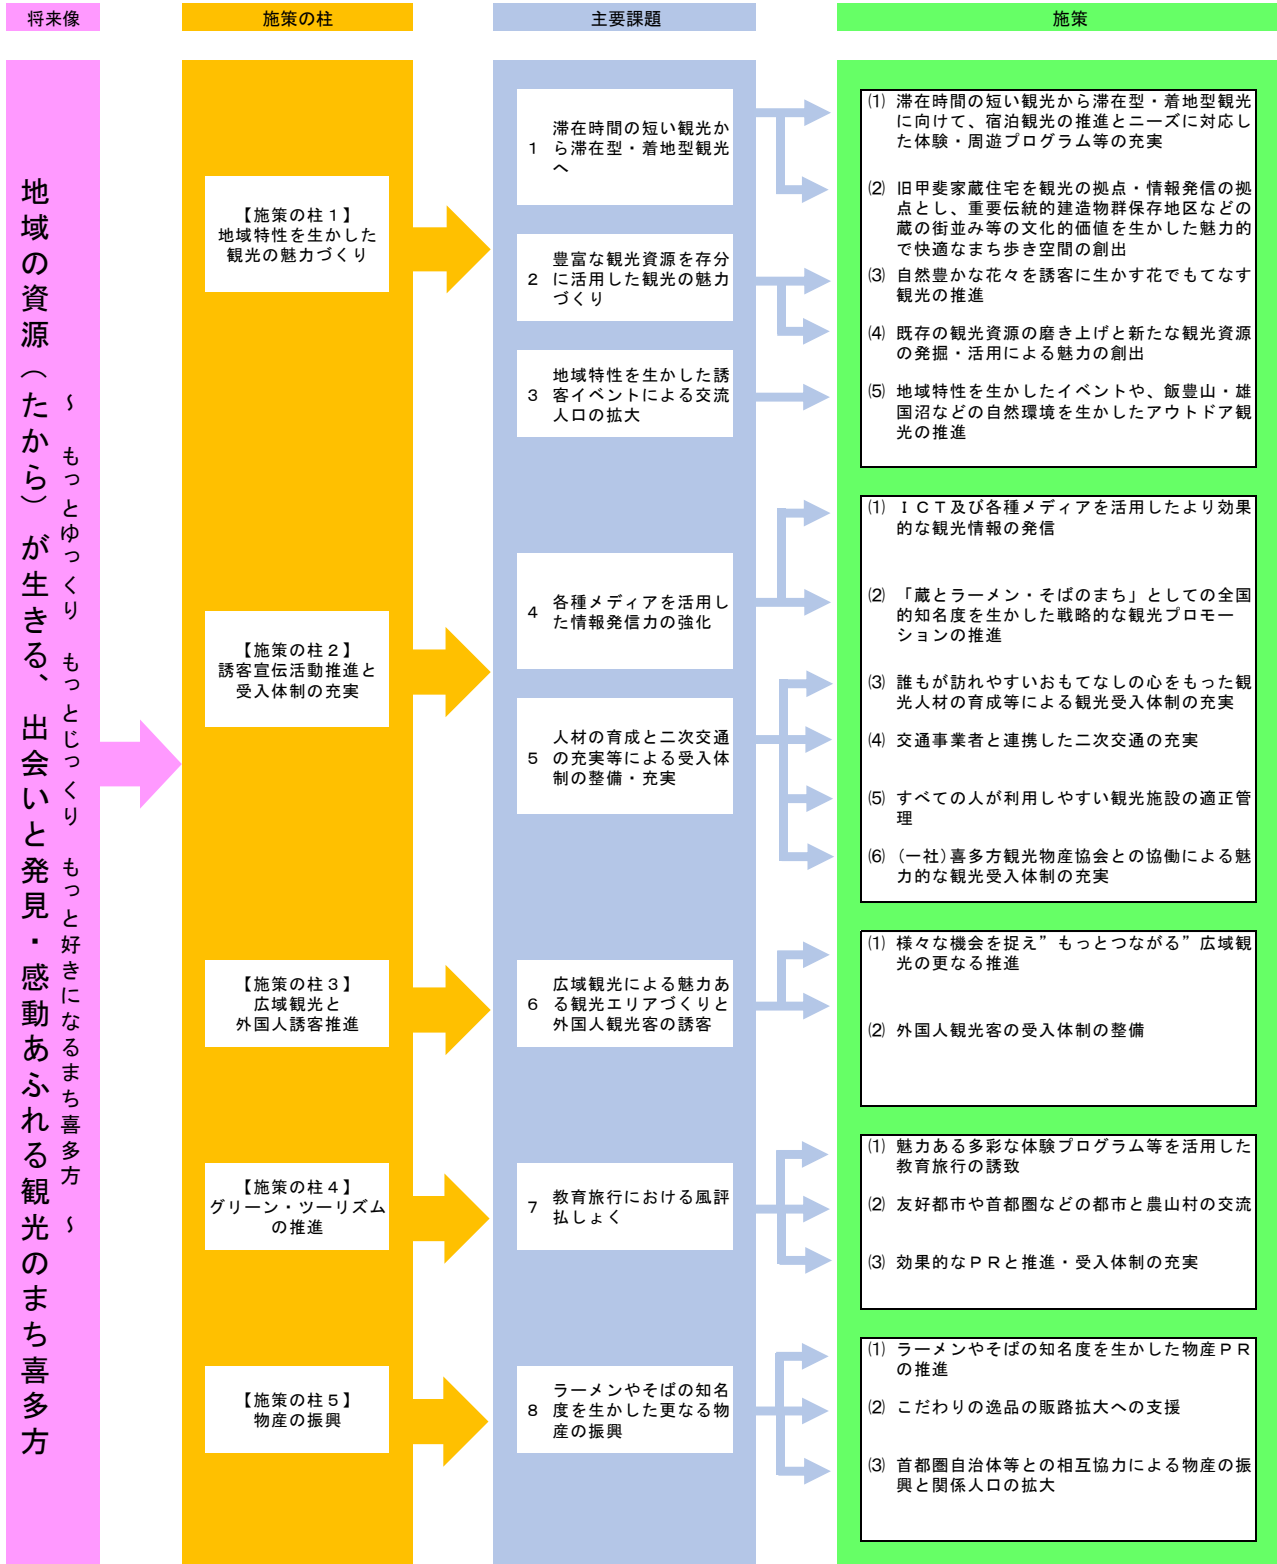 将来像
施策の柱
主要課題
施策
地域の資源（たから）が生きる、出会いと発見・感動あふれる観光のまち喜多方
～　もっとゆっくり　もっとじっくり　もっと好きになるまち喜多方　～
【施策の柱１】
地域特性を生かした
観光の魅力づくり
1
滞在時間の短い観光か
ら滞在型・着地型観光
へ
2
豊富な観光資源を存分
に活用した観光の魅力
づくり
3
地域特性を生かした誘
客イベントによる交流
人口の拡大
⑴ 滞在時間の短い観光から滞在型・着地型観光
に向けて、宿泊観光の推進とニーズに対応し
た体験・周遊プログラム等の充実
⑵ 旧甲斐家蔵住宅を観光の拠点・情報発信の拠
点とし、重要伝統的建造物群保存地区などの
蔵の街並み等の文化的価値を生かした魅力的
で快適なまち歩き空間の創出
⑶ 自然豊かな花々を誘客に生かす花でもてなす
観光の推進
⑷ 既存の観光資源の磨き上げと新たな観光資源
の発掘・活用による魅力の創出
⑸ 地域特性を生かしたイベントや、飯豊山・雄
国沼などの自然環境を生かしたアウトドア観
光の推進
【施策の柱２】
誘客宣伝活動推進と
受入体制の充実
4
各種メディアを活用し
た情報発信力の強化
5
人材の育成と二次交通
の充実等による受入体
制の整備・充実
⑴ ＩＣＴ及び各種メディアを活用したより効果
的な観光情報の発信
⑵ 「蔵とラーメン・そばのまち」としての全国
的知名度を生かした戦略的な観光プロモー
ションの推進
⑶ 誰もが訪れやすいおもてなしの心をもった観
光人材の育成等による観光受入体制の充実
⑷ 交通事業者と連携した二次交通の充実
⑸ すべての人が利用しやすい観光施設の適正管
理
⑹ (一社)喜多方観光物産協会との協働による魅
力的な観光受入体制の充実
【施策の柱３】
広域観光と
外国人誘客推進
6
広域観光による魅力あ
る観光エリアづくりと
外国人観光客の誘客
⑴ 様々な機会を捉え”もっとつながる”広域観
光の更なる推進
⑵ 外国人観光客の受入体制の整備
【施策の柱４】
グリーン・ツーリズム
の推進
7
教育旅行における風評
払しょく
⑴ 魅力ある多彩な体験プログラム等を活用した
教育旅行の誘致
⑵ 友好都市や首都圏などの都市と農山村の交流
⑶ 効果的なＰＲと推進・受入体制の充実
【施策の柱５】
物産の振興
8
ラーメンやそばの知名
度を生かした更なる物
産の振興
⑴ ラーメンやそばの知名度を生かした物産ＰＲ
の推進
⑵ こだわりの逸品の販路拡大への支援
⑶ 首都圏自治体等との相互協力による物産の振
興と関係人口の拡大